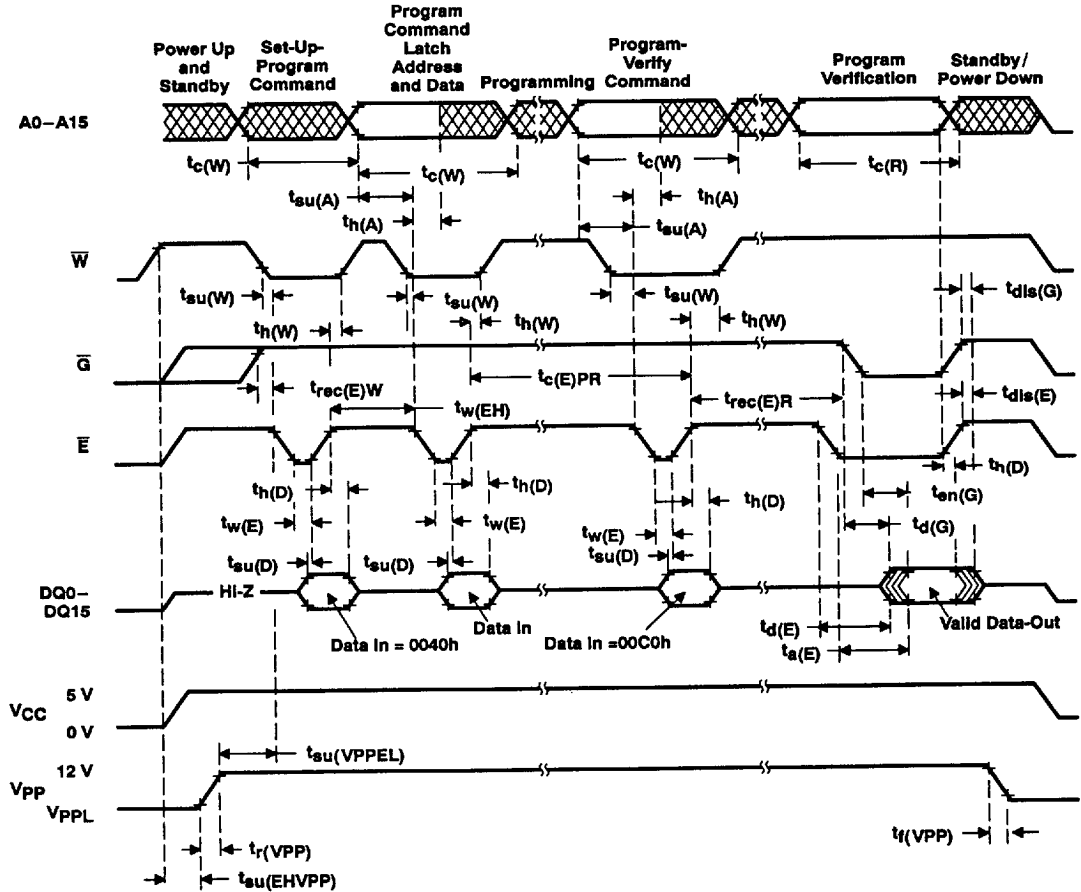 Power Up
and
Standby
Set-Up-
Program
Command
Program
Command
Latch
Address
and Data
Programming
Program-
Verify
Command
Program
Verification
Standby/
Power Down
A0–A15
tc(W)
tc(W)
tc(W)
tc(R)
tsu(A)
th(A)
th(A)
tsu(A)
W
tsu(W)
tsu(W)
tsu(W)
tdis(G)
th(W)
th(W)
th(W)
G
trec(E)W
tc(E)PR
trec(E)R
tdis(E)
tw(EH)
E
th(D)
th(D)
th(D)
th(D)
ten(G)
tw(E)
tw(E)
tw(E)
td(G)
tsu(D)
tsu(D)
tsu(D)
DQ0–
DQ15
HI-Z
Data In = 0040h
Data In
Data In =00C0h
Valid Data-Out
td(E)
ta(E)
VCC
5 V
0 V
tsu(VPPEL)
VPP
12 V
VPPL
tr(VPP)
tf(VPP)
tsu(EHVPP)